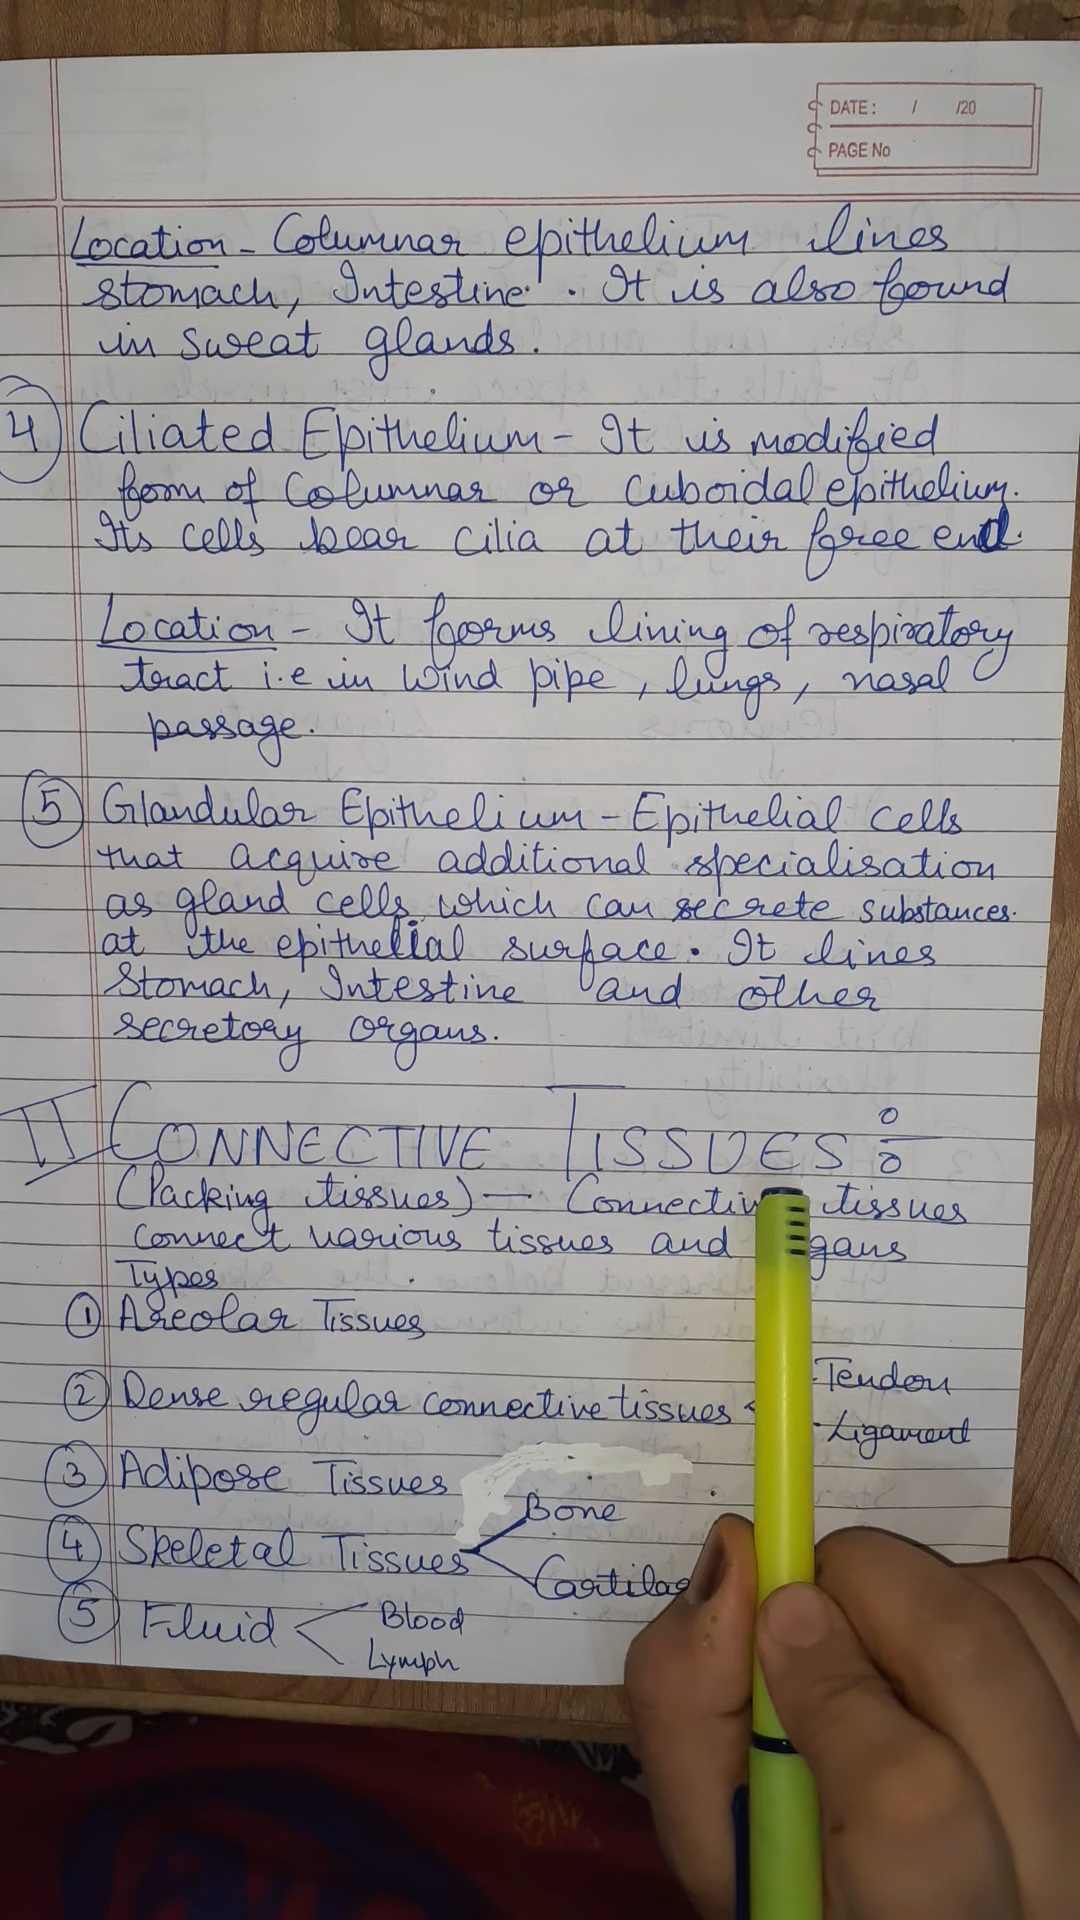 DATE: / /20
PAGE No
Location - Columnar epithelium lines
stomach, Intestine. It is also found
in sweat glands.
4 Ciliated Epithelium - It is modified
form of Columnar or cuboidal epithelium.
Its cells bear cilia at their free end.
Location - It forms lining of respiratory
tract i.e in wind pipe, lungs, nasal
passage.
5 Glandular Epithelium - Epithelial cells
that acquire additional specialisation
as gland cells which can secrete substances.
at the epithelial surface. It lines
Stomach, Intestine and other
secretory organs.
II CONNECTIVE TISSUES :
(Packing tissues) — Connectiv tissues
connect various tissues and gans
Types
1 Areolar Tissues
2 Dense regular connective tissues < - Tendon
- Ligament
3 Adipose Tissues
Bone
4 Skeletal Tissues
Cartilag
5 Fluid < Blood
Lymph